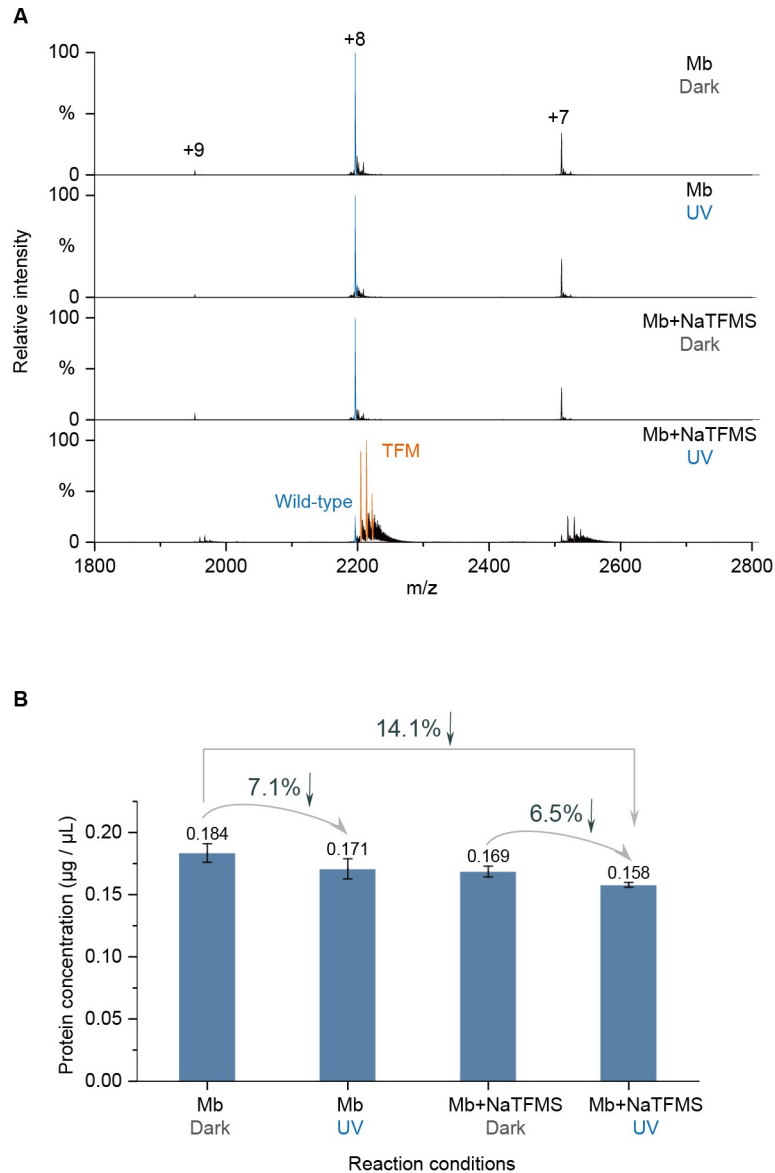 A
Relative intensity
100
%
0
+9
+8
+7
Mb
Dark
100
%
0
Mb
UV
100
%
0
Mb+NaTFMS
Dark
100
%
0
Mb+NaTFMS
UV
TFM
Wild-type
1800 2000 2200 2400 2600 2800
m/z
B
14.1%
7.1%
6.5%
Protein concentration (µg / µL)
0.20
0.15
0.10
0.05
0.00
0.184
0.171
0.169
0.158
Mb Mb Mb+NaTFMS Mb+NaTFMS
Dark UV Dark UV
Reaction conditions